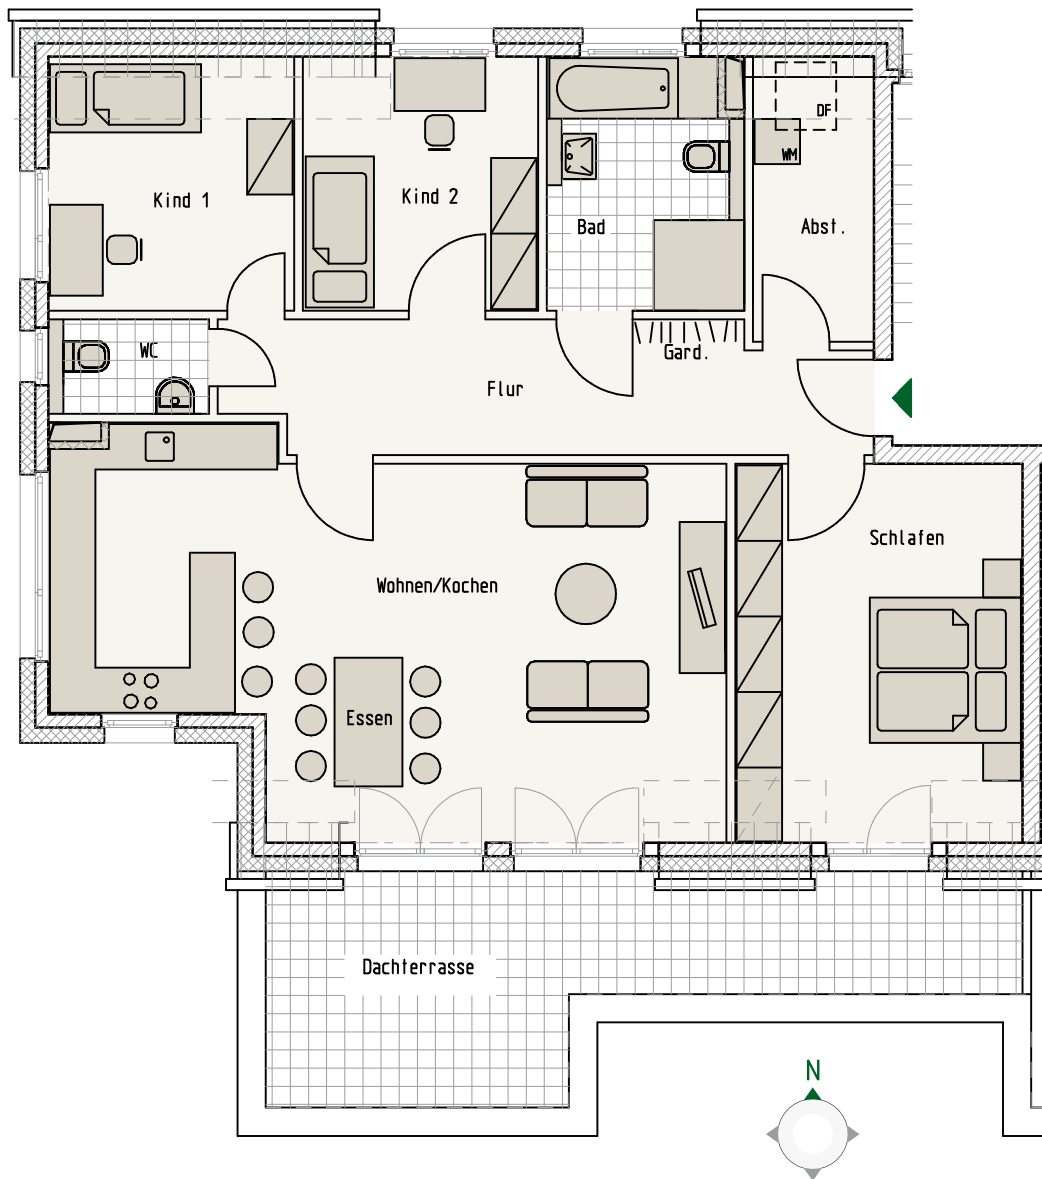 DF
WM
Kind 1
Kind 2
Bad
Abst.
WC
Gard.
Flur
Schlafen
Wohnen/Kochen
Essen
Dachterrasse
N